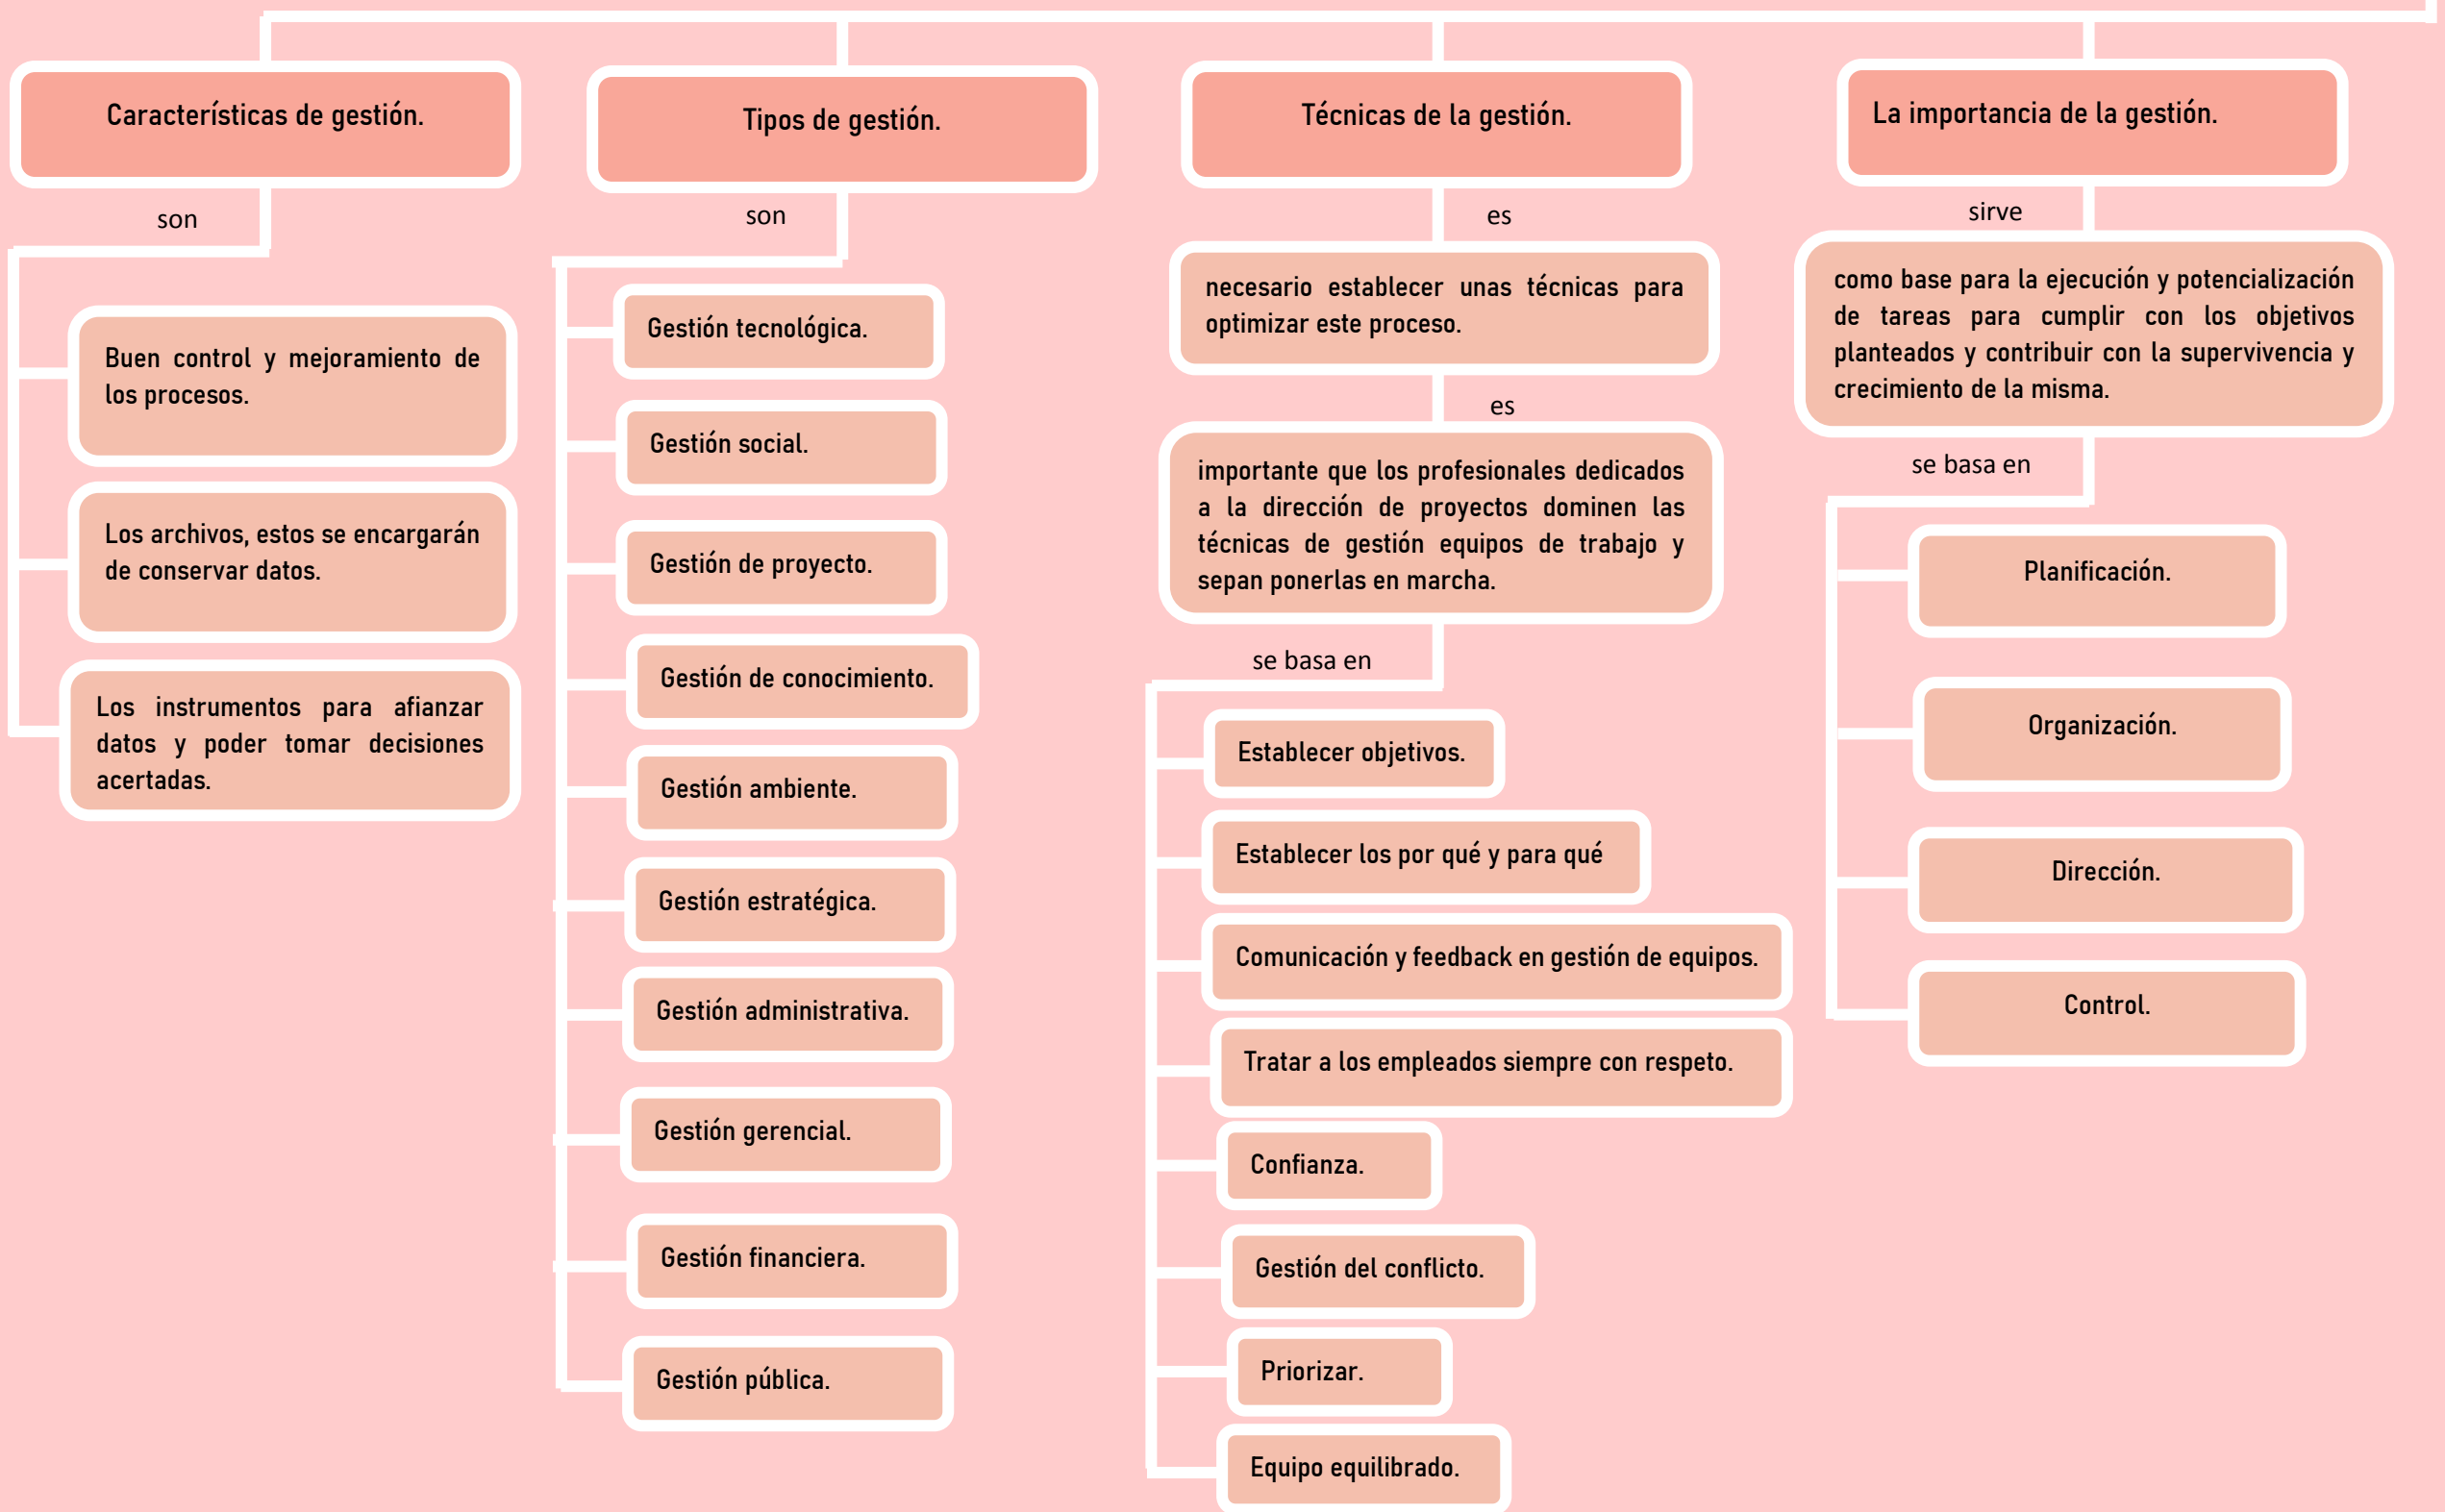 Características de gestión.
son
Buen control y mejoramiento de
los procesos.
Los archivos, estos se encargarán
de conservar datos.
Los instrumentos para afianzar
datos y poder tomar decisiones
acertadas.
Tipos de gestión.
son
Gestión tecnológica.
Gestión social.
Gestión de proyecto.
Gestión de conocimiento.
Gestión ambiente.
Gestión estratégica.
Gestión administrativa.
Gestión gerencial.
Gestión financiera.
Gestión pública.
Técnicas de la gestión.
es
necesario establecer unas técnicas para
optimizar este proceso.
es
importante que los profesionales dedicados
a la dirección de proyectos dominen las
técnicas de gestión equipos de trabajo y
sepan ponerlas en marcha.
se basa en
Establecer objetivos.
Establecer los por qué y para qué
Comunicación y feedback en gestión de equipos.
Tratar a los empleados siempre con respeto.
Confianza.
Gestión del conflicto.
Priorizar.
Equipo equilibrado.
La importancia de la gestión.
sirve
como base para la ejecución y potencialización
de tareas para cumplir con los objetivos
planteados y contribuir con la supervivencia y
crecimiento de la misma.
se basa en
Planificación.
Organización.
Dirección.
Control.